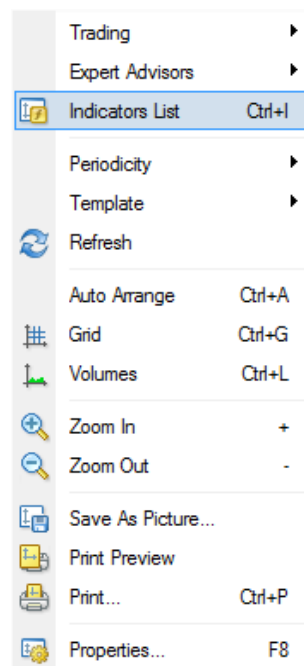 Trading
Expert Advisors
Indicators List Ctrl+I
Periodicity
Template
Refresh
Auto Arrange Ctrl+A
Grid Ctrl+G
Volumes Ctrl+L
Zoom In +
Zoom Out -
Save As Picture...
Print Preview
Print... Ctrl+P
Properties... F8